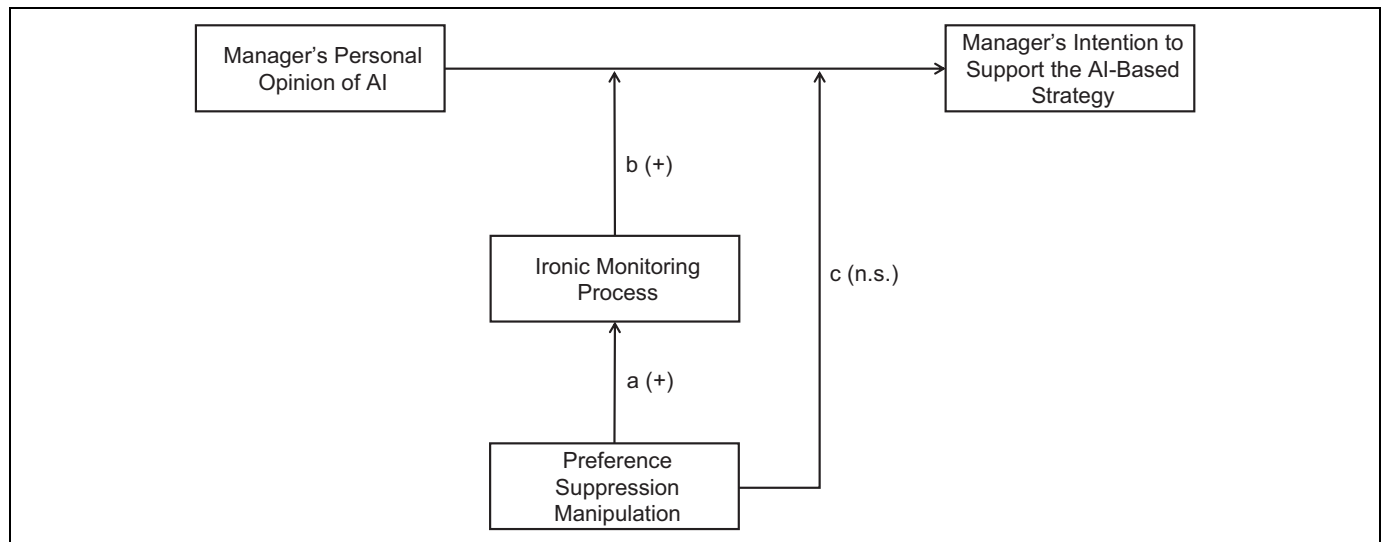 Manager's Personal
Opinion of AI
Manager's Intention to
Support the AI-Based
Strategy
b (+)
Ironic Monitoring
Process
c (n.s.)
a (+)
Preference
Suppression
Manipulation